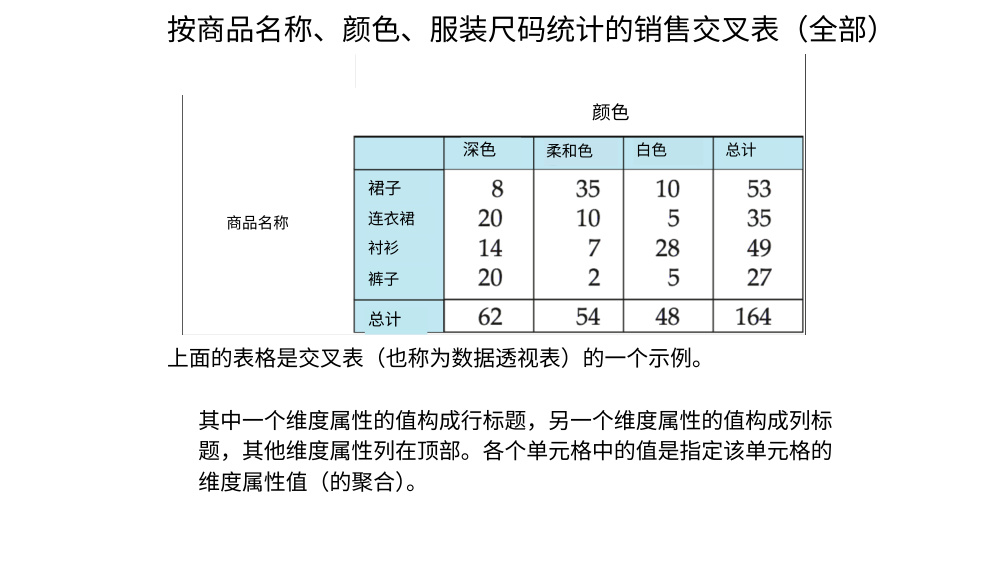 按商品名称、颜色、服装尺码统计的销售交叉表（全部）
颜色
深色 柔和色 白色 总计
裙子 8 35 10 53
连衣裙 20 10 5 35
商品名称
衬衫 14 7 28 49
裤子 20 2 5 27
总计 62 54 48 164
上面的表格是交叉表（也称为数据透视表）的一个示例。
其中一个维度属性的值构成行标题，另一个维度属性的值构成列标
题，其他维度属性列在顶部。各个单元格中的值是指定该单元格的
维度属性值（的聚合）。